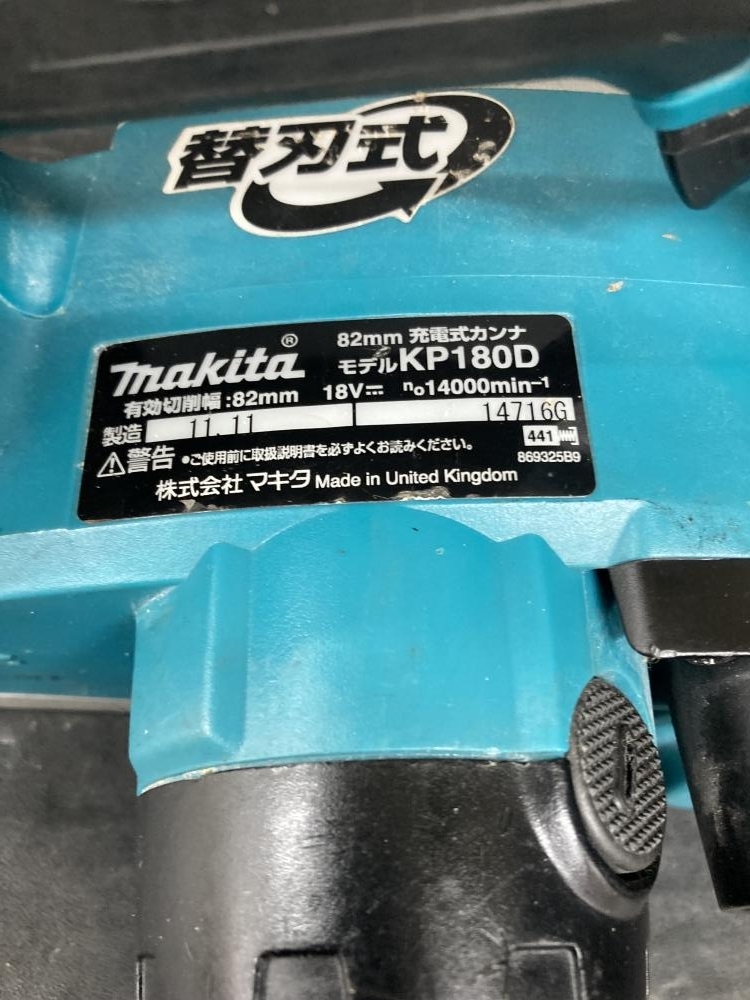 替刃式
makita®
82mm 充電式カンナ
モデルKP180D
有効切削幅:82mm 18V⎓ n₀14000min⁻¹
製造 11.11 14716G
⚠警告 •ご使用前に取扱説明書を必ずよくお読みください。 441
869325B9
株式会社マキタ Made in United Kingdom